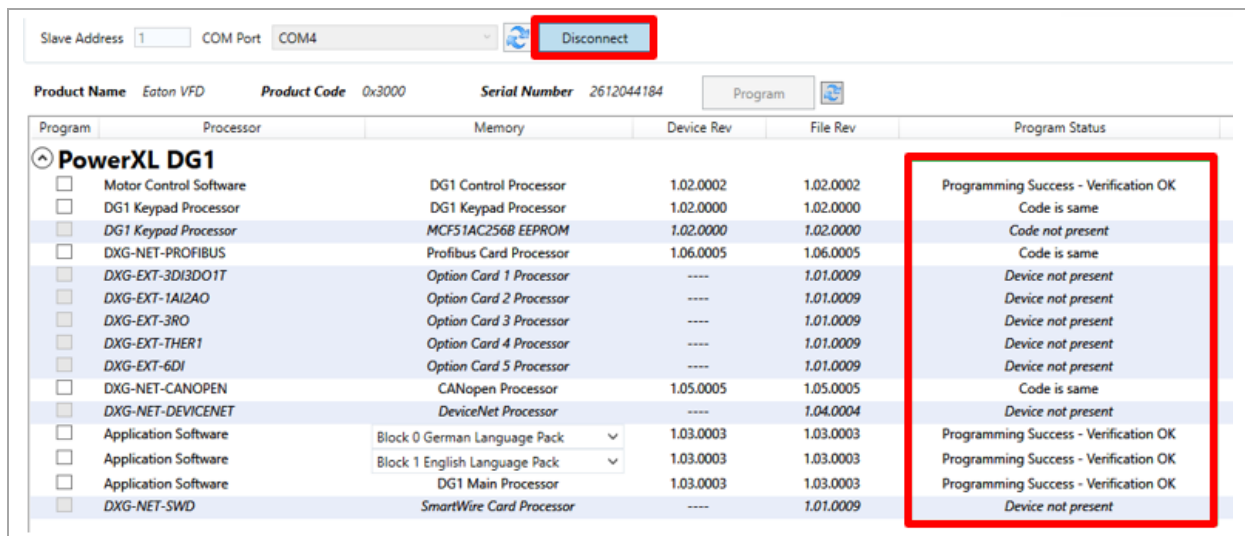 Slave Address 1 COM Port COM4 Disconnect
Product Name Eaton VFD Product Code 0x3000 Serial Number 2612044184 Program
Program Processor Memory Device Rev File Rev Program Status
PowerXL DG1
Motor Control Software DG1 Control Processor 1.02.0002 1.02.0002 Programming Success - Verification OK
DG1 Keypad Processor DG1 Keypad Processor 1.02.0000 1.02.0000 Code is same
DG1 Keypad Processor MCF51AC256B EEPROM 1.02.0000 1.02.0000 Code not present
DXG-NET-PROFIBUS Profibus Card Processor 1.06.0005 1.06.0005 Code is same
DXG-EXT-3DI3DO1T Option Card 1 Processor ---- 1.01.0009 Device not present
DXG-EXT-1AI2AO Option Card 2 Processor ---- 1.01.0009 Device not present
DXG-EXT-3RO Option Card 3 Processor ---- 1.01.0009 Device not present
DXG-EXT-THER1 Option Card 4 Processor ---- 1.01.0009 Device not present
DXG-EXT-6DI Option Card 5 Processor ---- 1.01.0009 Device not present
DXG-NET-CANOPEN CANopen Processor 1.05.0005 1.05.0005 Code is same
DXG-NET-DEVICENET DeviceNet Processor ---- 1.04.0004 Device not present
Application Software Block 0 German Language Pack 1.03.0003 1.03.0003 Programming Success - Verification OK
Application Software Block 1 English Language Pack 1.03.0003 1.03.0003 Programming Success - Verification OK
Application Software DG1 Main Processor 1.03.0003 1.03.0003 Programming Success - Verification OK
DXG-NET-SWD SmartWire Card Processor ---- 1.01.0009 Device not present